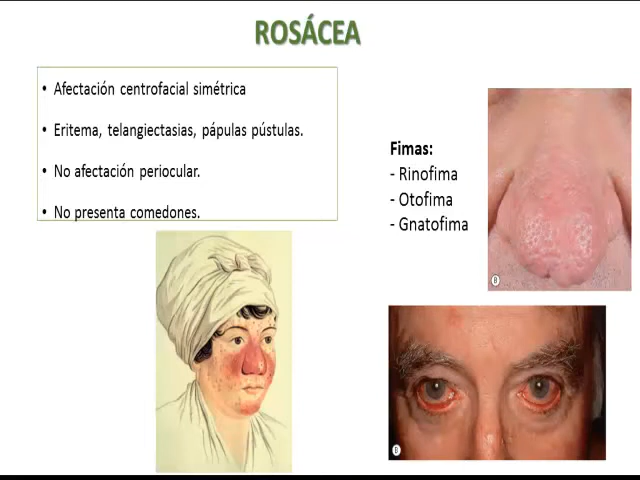 ROSÁCEA
• Afectación centrofacial simétrica
• Eritema, telangiectasias, pápulas pústulas.
• No afectación periocular.
• No presenta comedones.
Fimas:
- Rinofima
- Otofima
- Gnatofima
B
B